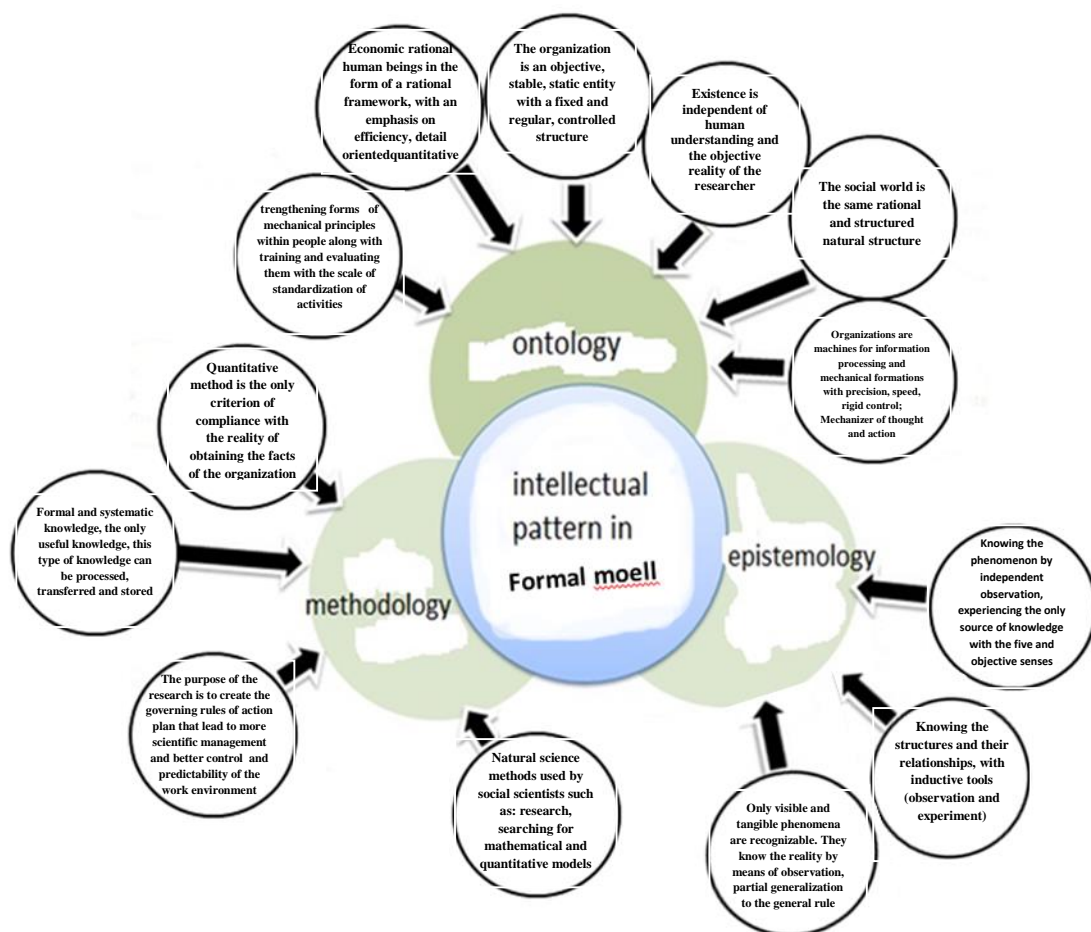 Economic rational
human beings in the
form of a rational
framework, with an
emphasis on
efficiency, detail
orientedquantitative
The organization
is an objective,
stable, static entity
with a fixed and
regular, controlled
structure
Existence is
independent of
human
understanding and
the objective
reality of the
researcher
The social world is
the same rational
and structured
natural structure
trengthening forms of
mechanical principles
within people along with
training and evaluating
them with the scale of
standardization of
activities
Organizations are
machines for information
processing and
mechanical formations
with precision, speed,
rigid control;
Mechanizer of thought
and action
ontology
Quantitative
method is the only
criterion of
compliance with
the reality of
obtaining the facts
of the organization
intellectual
pattern in
Formal moell
Formal and systematic
knowledge, the only
useful knowledge, this
type of knowledge can
be processed,
transferred and stored
methodology
epistemology
Knowing the
phenomenon by
independent
observation,
experiencing the only
source of knowledge
with the five and
objective senses
The purpose of the
research is to create the
governing rules of action
plan that lead to more
scientific management
and better control and
predictability of the
work environment
Natural science
methods used by
social scientists such
as: research,
searching for
mathematical and
quantitative models
Knowing the
structures and their
relationships, with
inductive tools
(observation and
experiment)
Only visible and
tangible phenomena
are recognizable. They
know the reality by
means of observation,
partial generalization
to the general rule